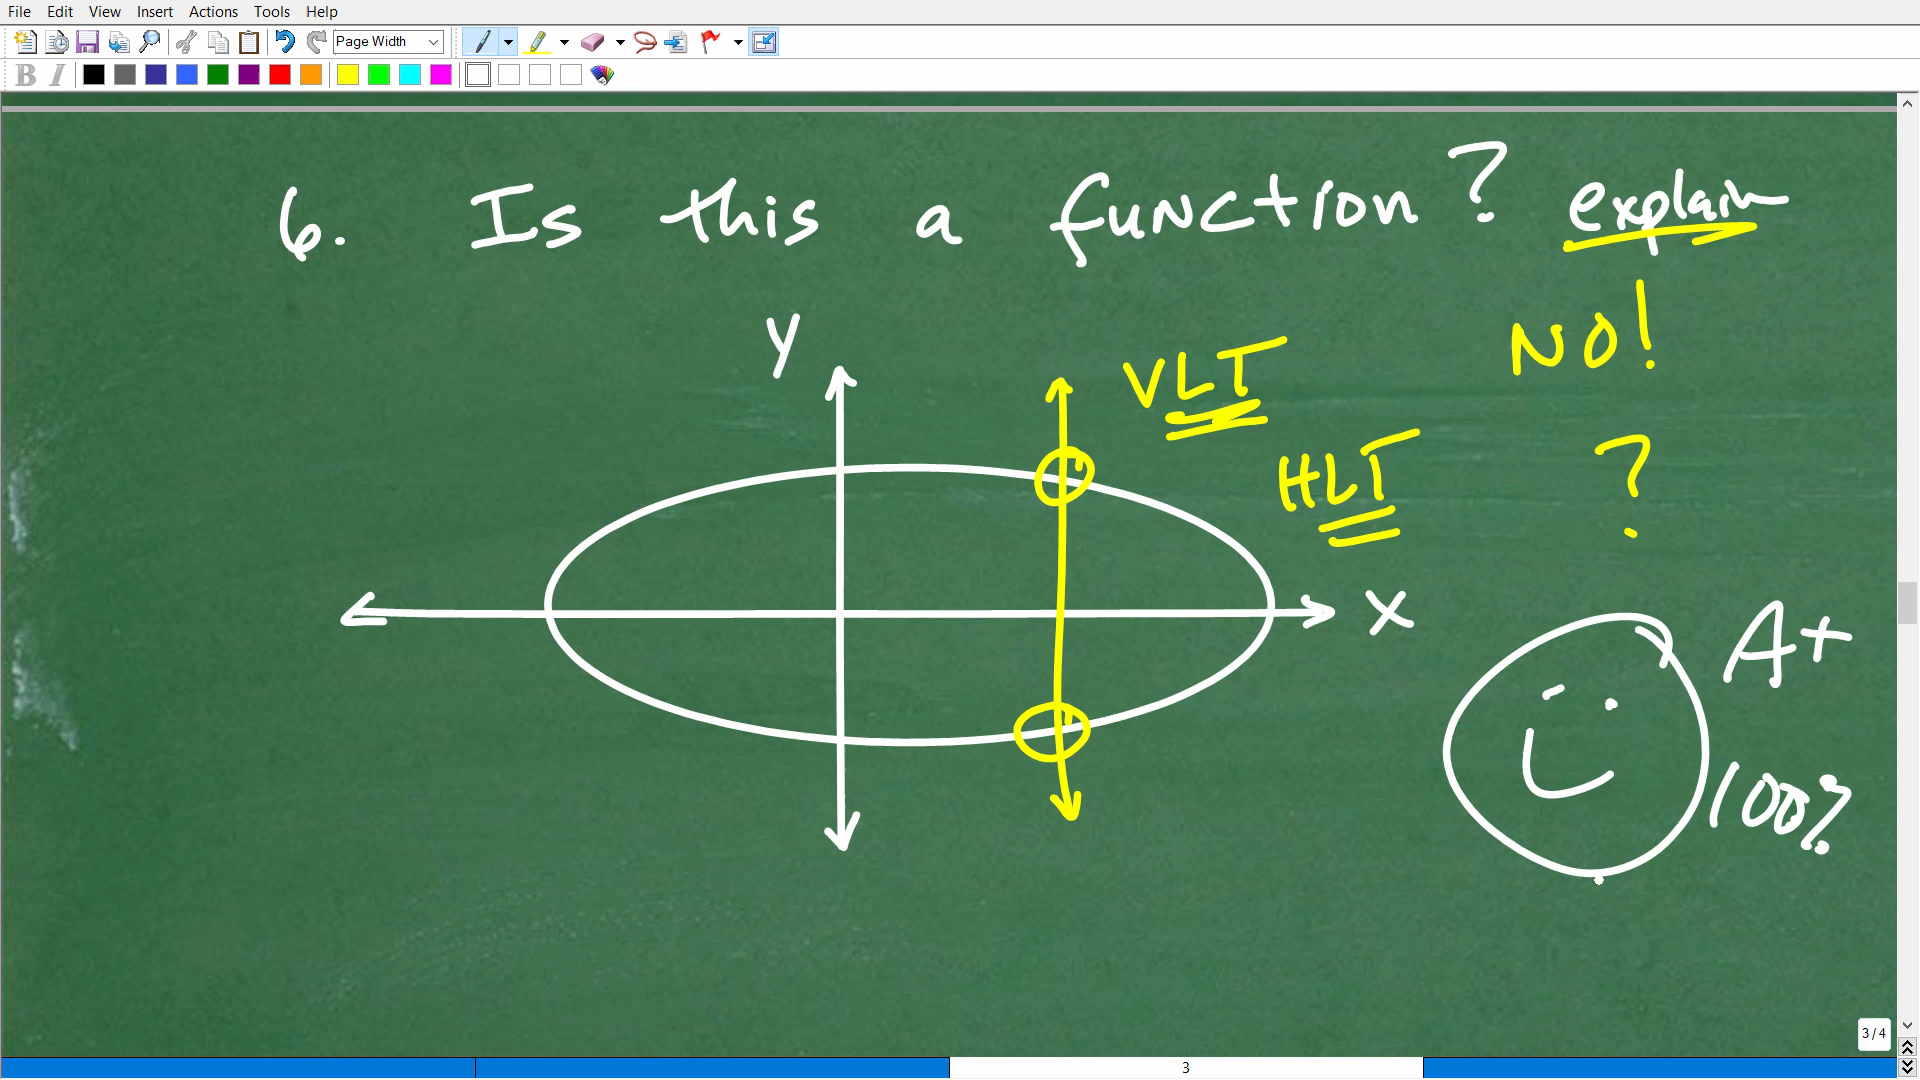 File Edit View Insert Actions Tools Help
Page Width
B I
6. Is this a function? explain
NO!
y
VLT
HLT ?
x
A+
100%
3 / 4
3